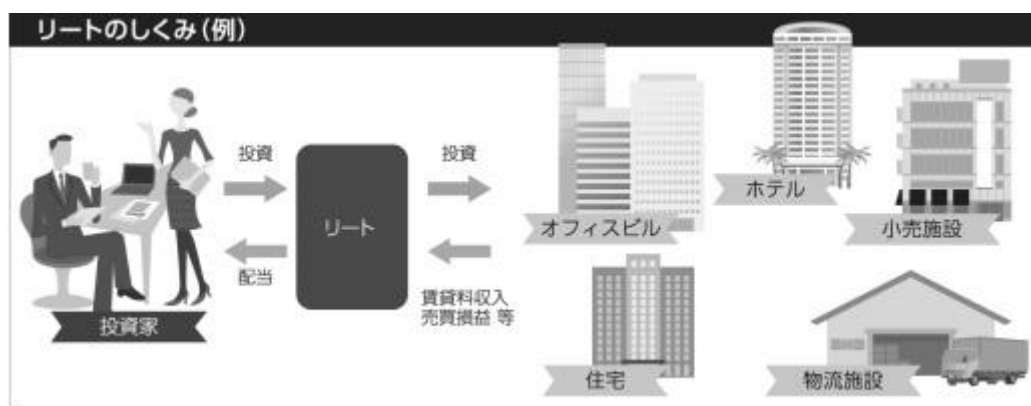 リートのしくみ(例)
投資
投資
リート
配当
賃貸料収入
売買損益 等
投資家
オフィスビル
ホテル
小売施設
住宅
物流施設